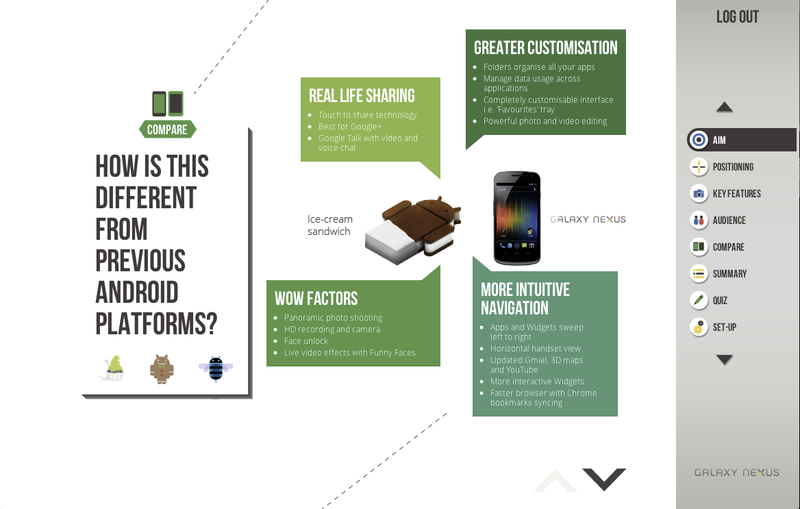 COMPARE
HOW IS THIS
DIFFERENT
FROM
PREVIOUS
ANDROID
PLATFORMS?
REAL LIFE SHARING
Touch to share technology
Best for Google+
Google Talk with video and
voice chat
GREATER CUSTOMISATION
Folders organise all your apps
Manage data usage across
applications
Completely customisable interface
i.e. 'Favourites' tray
Powerful photo and video editing
Ice-cream
sandwich
GALAXY NEXUS
WOW FACTORS
Panoramic photo shooting
HD recording and camera
Face unlock
Live video effects with Funny Faces
MORE INTUITIVE
NAVIGATION
Apps and Widgets sweep
left to right
Horizontal handset view
Updated Gmail, 3D maps
and YouTube
More interactive Widgets
Faster browser with Chrome
bookmarks syncing
LOG OUT
AIM
POSITIONING
KEY FEATURES
AUDIENCE
COMPARE
SUMMARY
QUIZ
SET-UP
GALAXY NEXUS